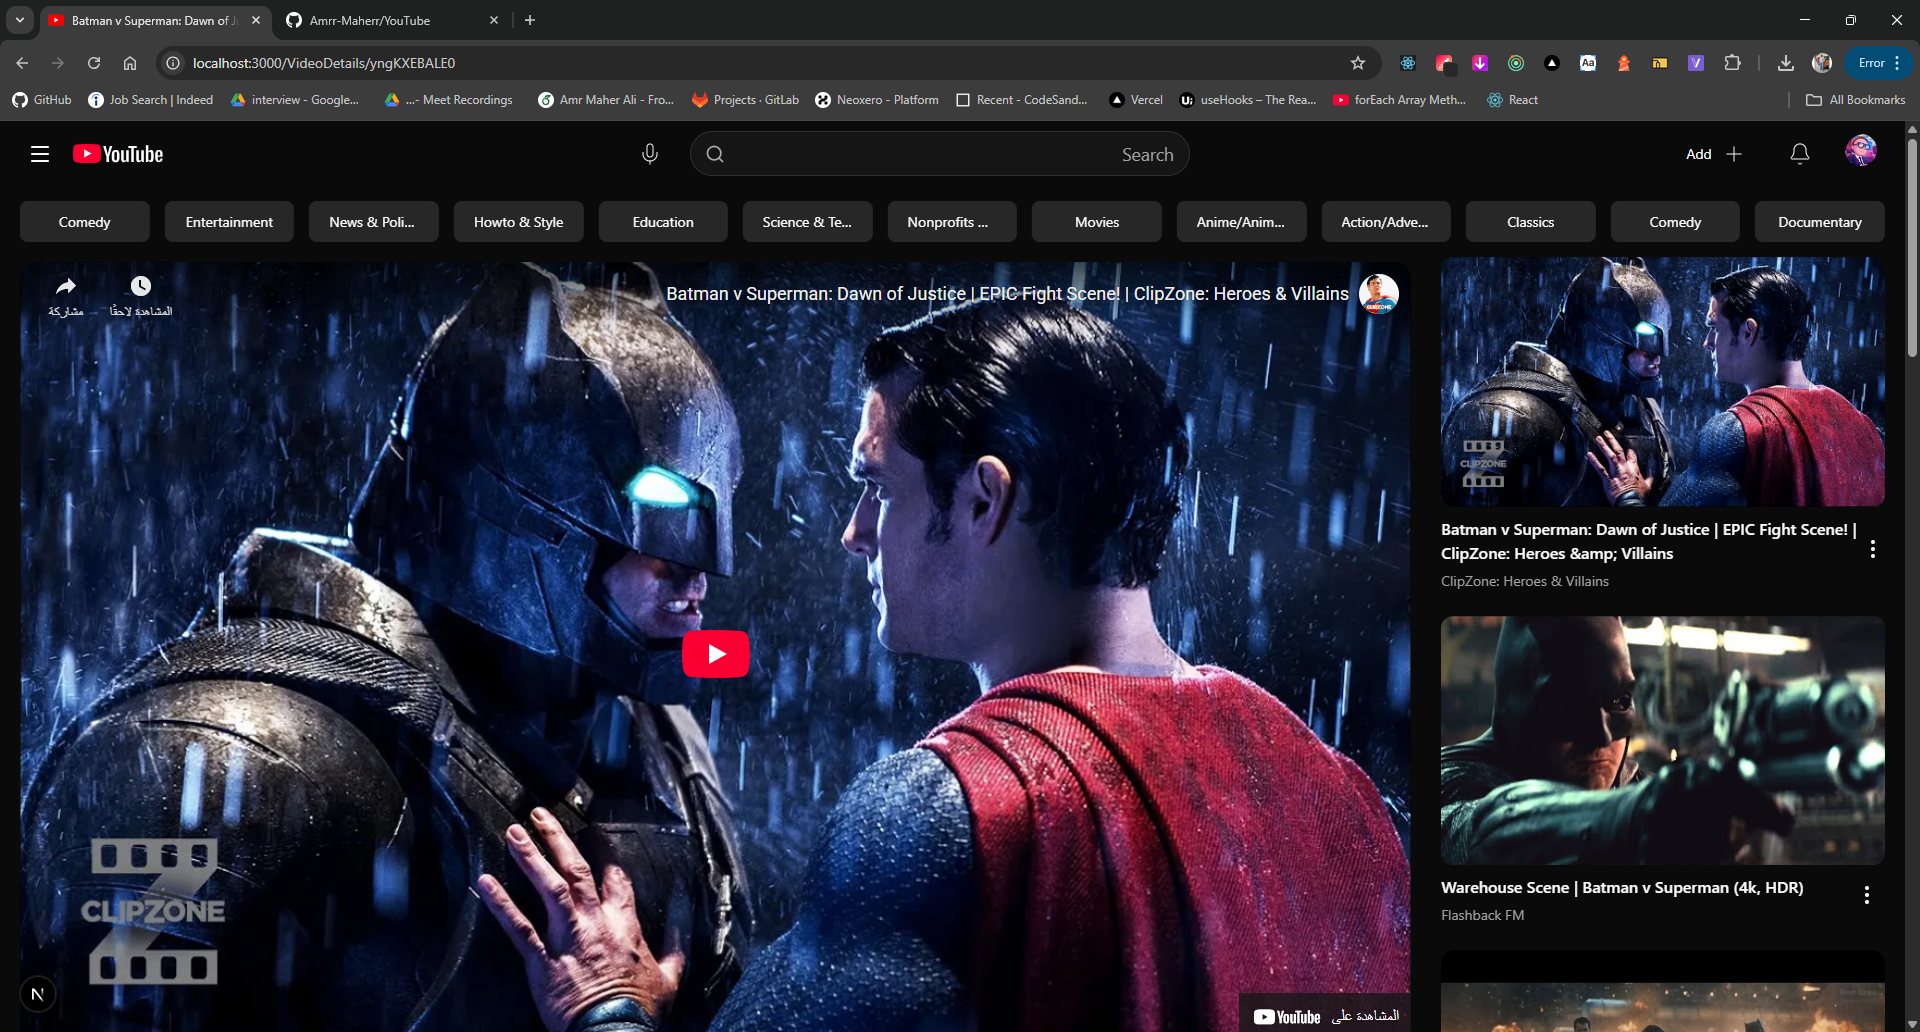 Batman v Superman: Dawn of J
Amrr-Maherr/YouTube
localhost:3000/VideoDetails/yngKXEBALE0
Error
GitHub
Job Search | Indeed
interview - Google...
...- Meet Recordings
Amr Maher Ali - Fro...
Projects · GitLab
Neoxero - Platform
Recent - CodeSand...
Vercel
useHooks – The Rea...
forEach Array Meth...
React
All Bookmarks
YouTube
Search
Add
Comedy
Entertainment
News & Poli...
Howto & Style
Education
Science & Te...
Nonprofits ...
Movies
Anime/Anim...
Action/Adve...
Classics
Comedy
Documentary
مشاركة
المشاهدة لاحقًا
Batman v Superman: Dawn of Justice | EPIC Fight Scene! | ClipZone: Heroes & Villains
CLIPZONE
المشاهدة على YouTube
N
CLIPZONE
Batman v Superman: Dawn of Justice | EPIC Fight Scene! |
ClipZone: Heroes &amp; Villains
ClipZone: Heroes & Villains
Warehouse Scene | Batman v Superman (4k, HDR)
Flashback FM